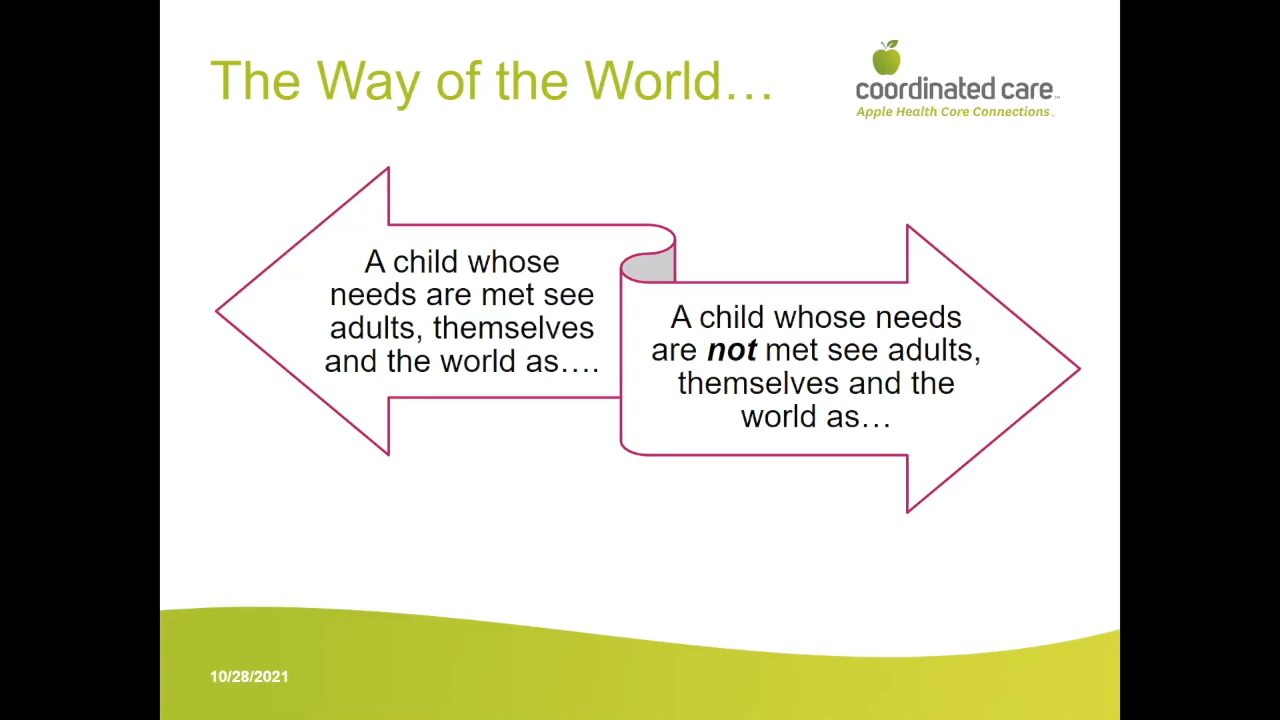 The Way of the World…
coordinated care™
Apple Health Core Connections
A child whose
needs are met see
adults, themselves
and the world as….
A child whose needs
are not met see adults,
themselves and the
world as…
10/28/2021